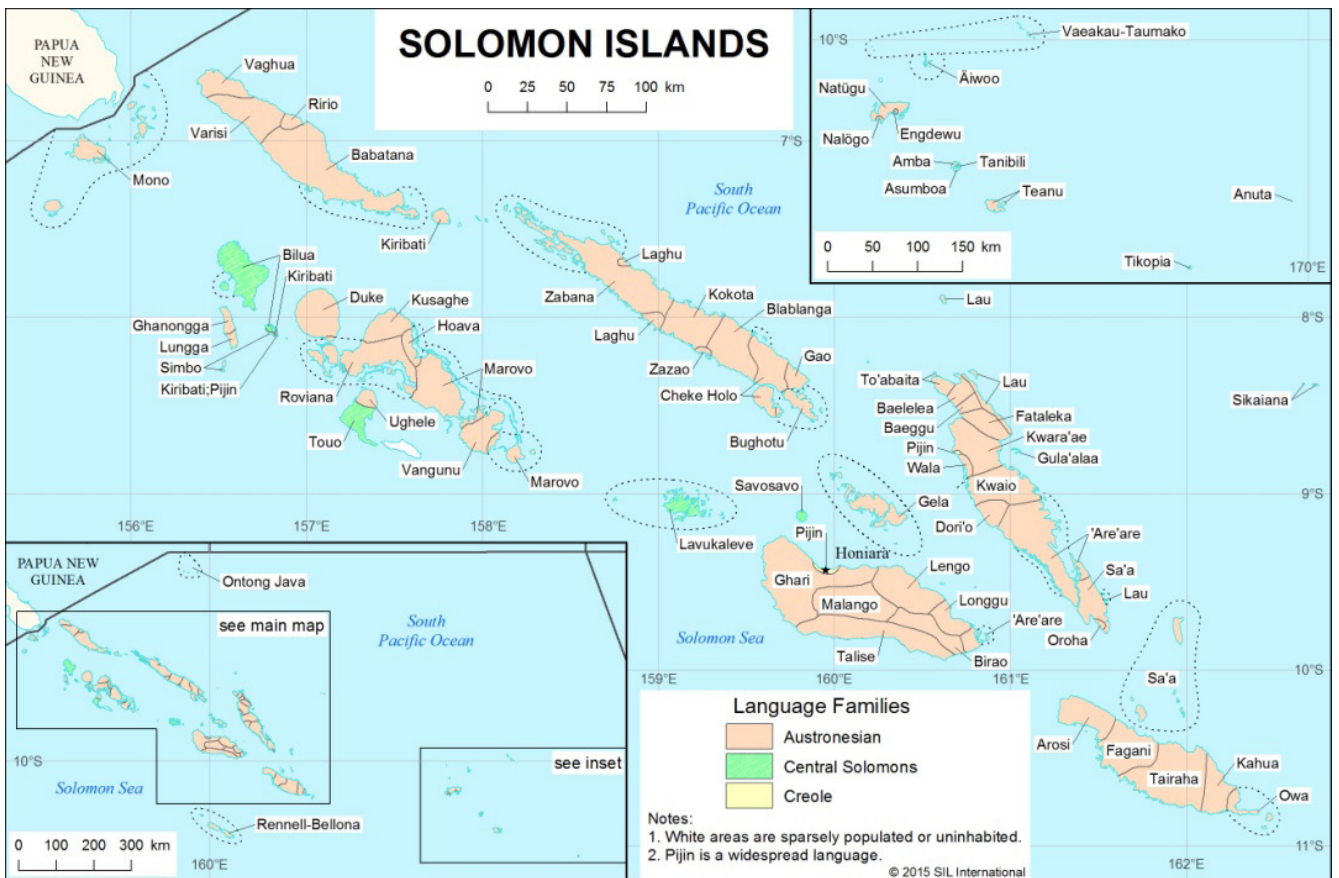 SOLOMON ISLANDS
0 25 50 75 100 km
PAPUA
NEW
GUINEA
Vaghua
Ririo
Varisi
Babatana
Mono
Kiribati
7°S
South
Pacific Ocean
Bilua
Kiribati
Ghanongga
Lungga
Simbo
Kiribati;Pijin
Duke
Kusaghe
Hoava
Marovo
Roviana
Ughele
Touo
Vangunu
Marovo
Laghu
Zabana
Kokota
Laghu
Blablanga
Zazao
Gao
Cheke Holo
Bughotu
Lau
8°S
To'abaita
Lau
Baelelea
Fataleka
Baeggu
Kwara'ae
Pijin
Gula'alaa
Wala
Kwaio
Dori'o
'Are'are
Sa'a
Lau
Oroha
Sikaiana
156°E
157°E
158°E
9°S
Savosavo
Gela
Lavukaleve
Pijin
Honiara
Ghari
Lengo
Malango
Longgu
'Are'are
Talise
Birao
Solomon Sea
159°E
160°E
161°E
10°S
Sa'a
Arosi
Fagani
Tairaha
Kahua
Owa
11°S
162°E
10°S
Vaeakau-Taumako
Äiwoo
Natügu
Nalögo
Engdewu
Amba
Tanibili
Asumboa
Teanu
Anuta
0 50 100 150 km
Tikopia
170°E
PAPUA NEW
GUINEA
Ontong Java
see main map
South
Pacific Ocean
10°S
Solomon Sea
see inset
Rennell-Bellona
0 100 200 300 km
160°E
Language Families
Austronesian
Central Solomons
Creole
Notes:
1. White areas are sparsely populated or uninhabited.
2. Pijin is a widespread language.
© 2015 SIL International